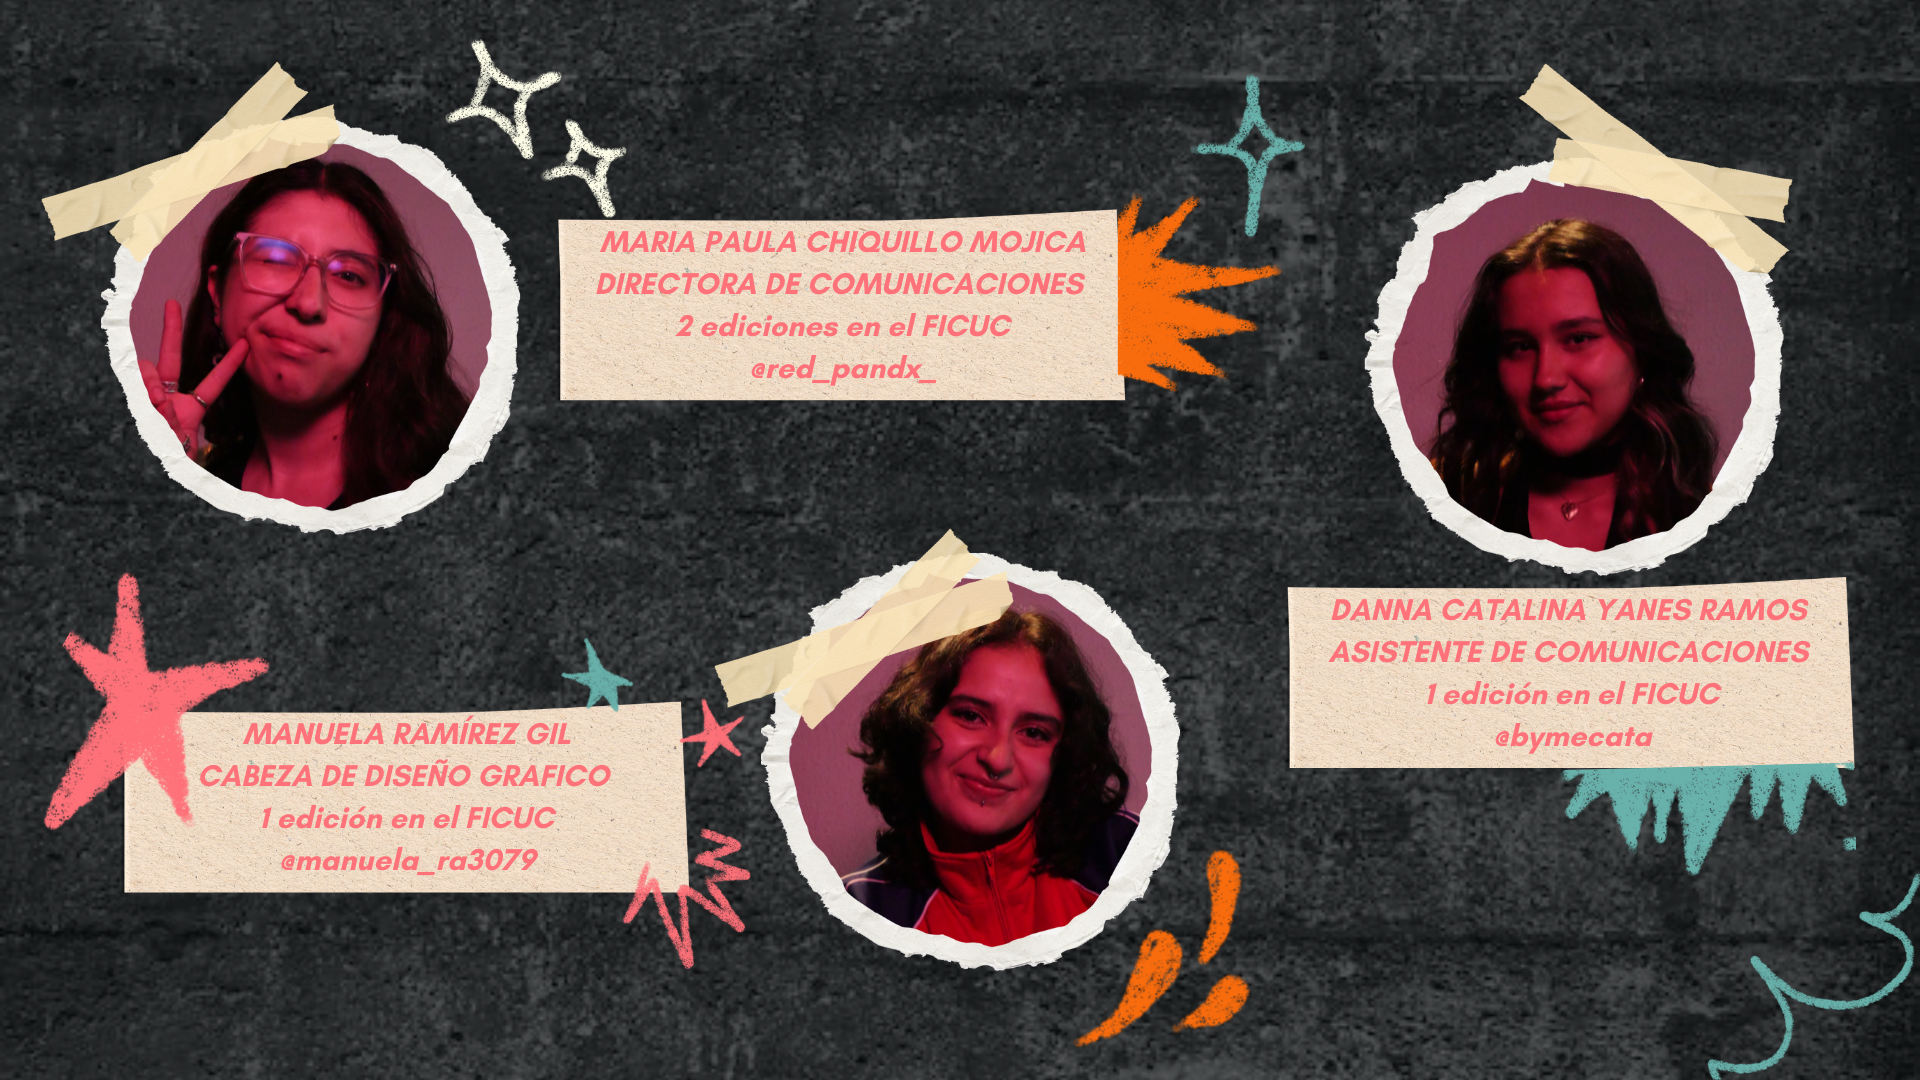 MARIA PAULA CHIQUILLO MOJICA
DIRECTORA DE COMUNICACIONES
2 ediciones en el FICUC
@red_pandx_
DANNA CATALINA YANES RAMOS
ASISTENTE DE COMUNICACIONES
1 edición en el FICUC
@bymecata
MANUELA RAMÍREZ GIL
CABEZA DE DISEÑO GRAFICO
1 edición en el FICUC
@manuela_ra3079